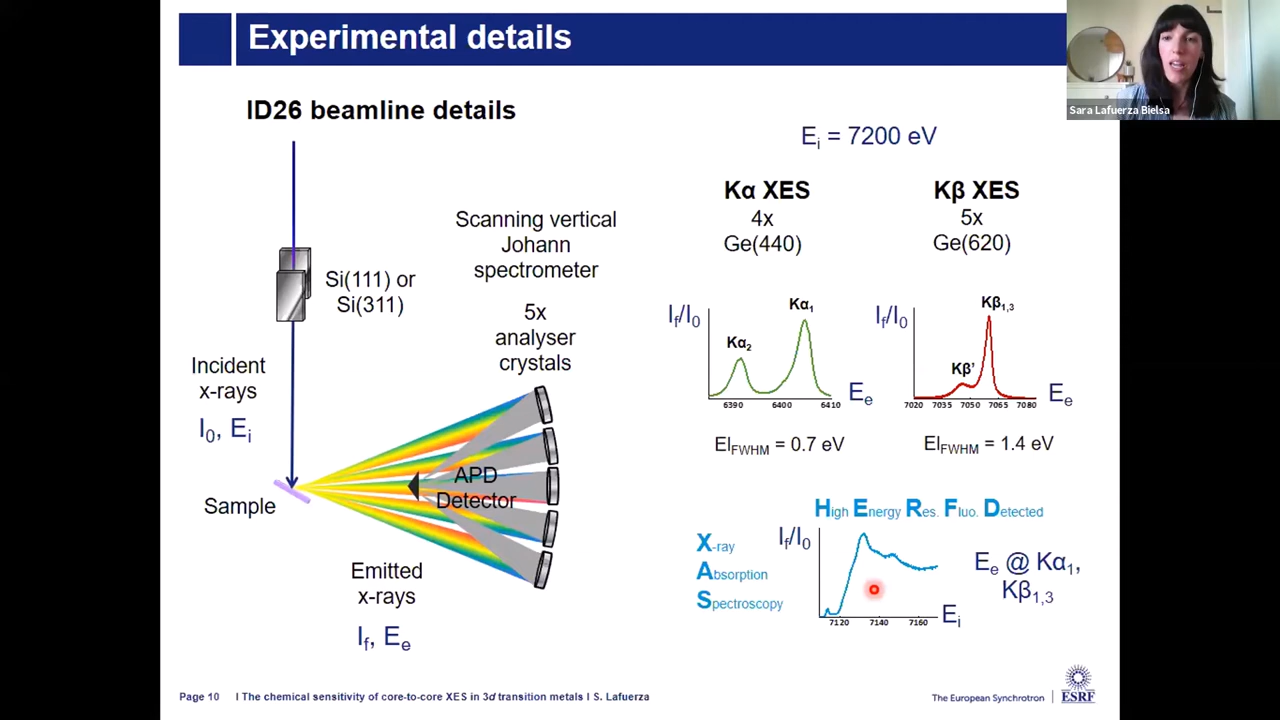 Experimental details
Sara Lafuerza Bielsa
ID26 beamline details
Si(111) or
Si(311)
Incident
x-rays
I0, Ei
Sample
Scanning vertical
Johann
spectrometer
5x
analyser
crystals
APD
Detector
Emitted
x-rays
If, Ee
Ei = 7200 eV
Kα XES
4x
Ge(440)
If/I0
Kα2
Kα1
6390 6400 6410
Ee
EIFWHM = 0.7 eV
Kβ XES
5x
Ge(620)
If/I0
Kβ'
Kβ1,3
7020 7035 7050 7065 7080
Ee
EIFWHM = 1.4 eV
High Energy Res. Fluo. Detected
X-ray
Absorption
Spectroscopy
If/I0
7120 7140 7160
Ei
Ee @ Kα1,
Kβ1,3
Page 10 I The chemical sensitivity of core-to-core XES in 3d transition metals I S. Lafuerza
The European Synchrotron
ESRF